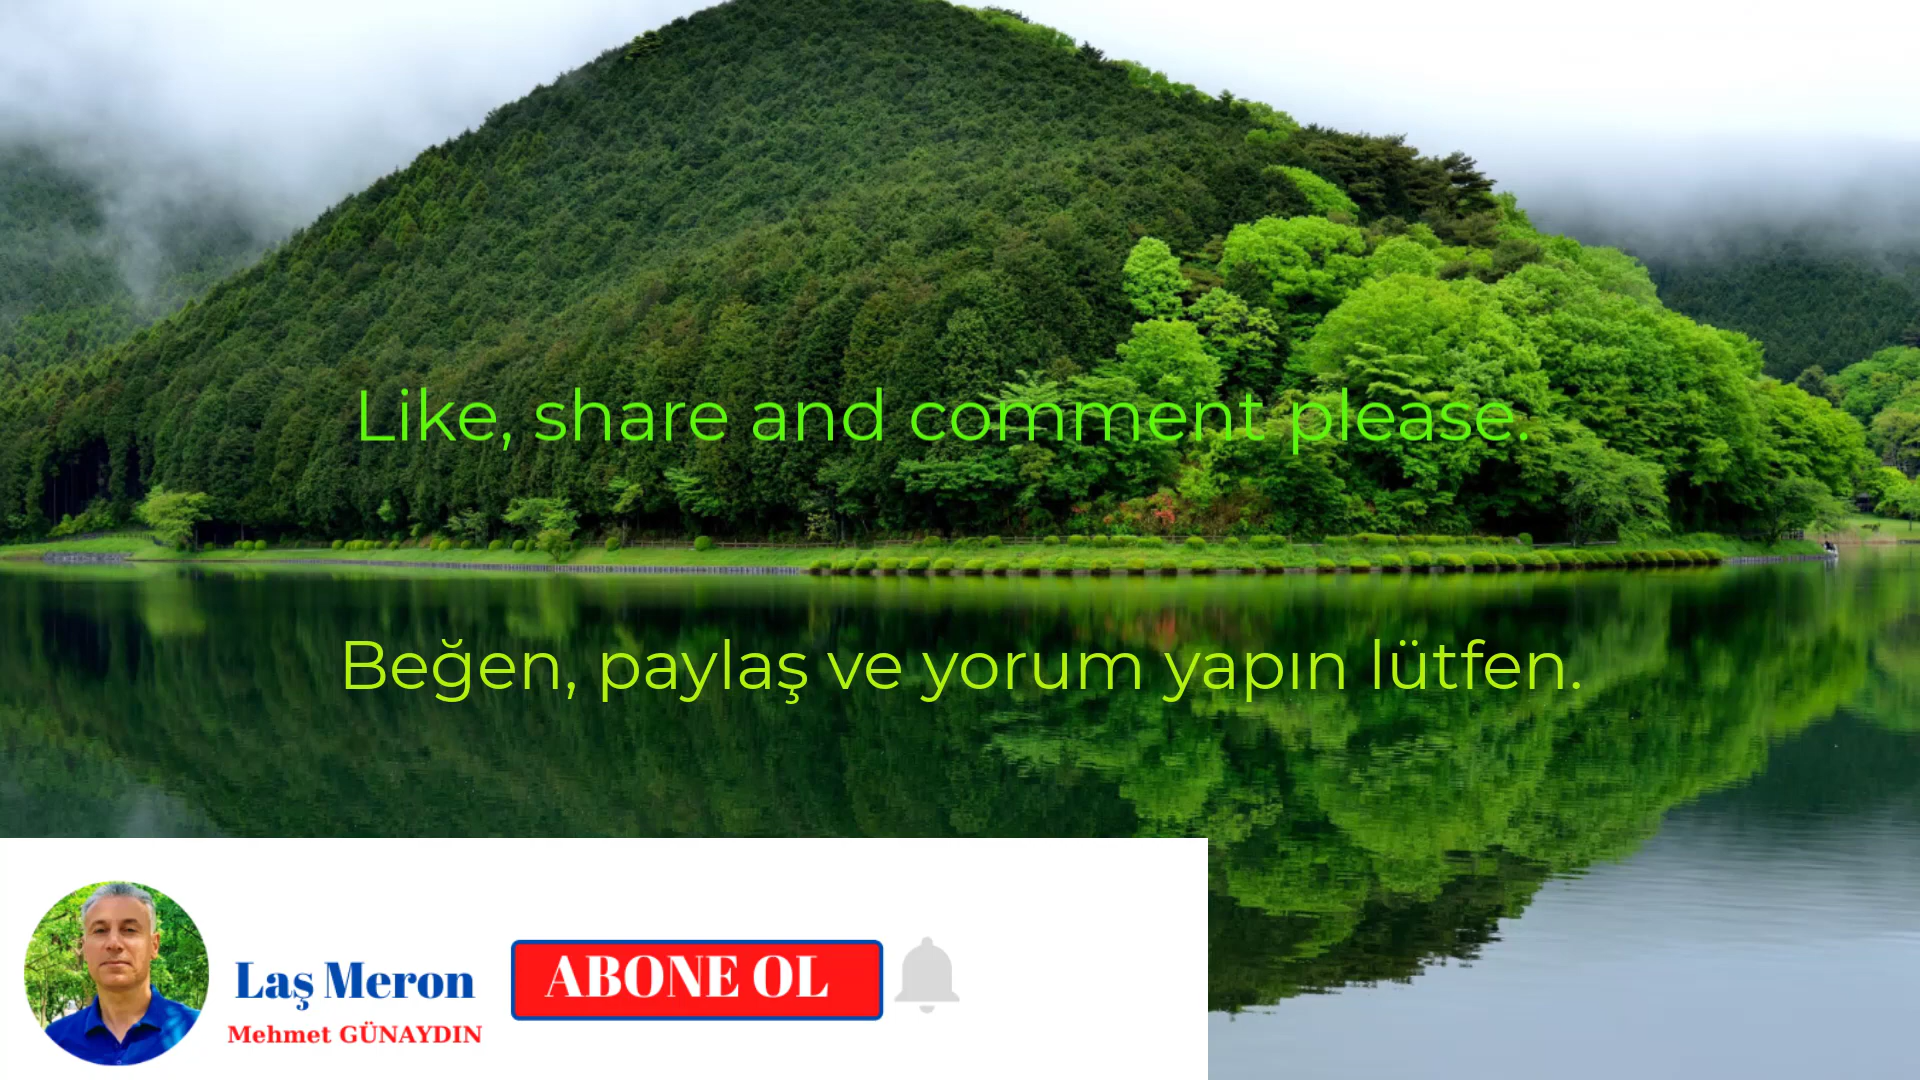 Like, share and comment please.
Beğen, paylaş ve yorum yapın lütfen.
Laş Meron
Mehmet GÜNAYDIN
ABONE OL